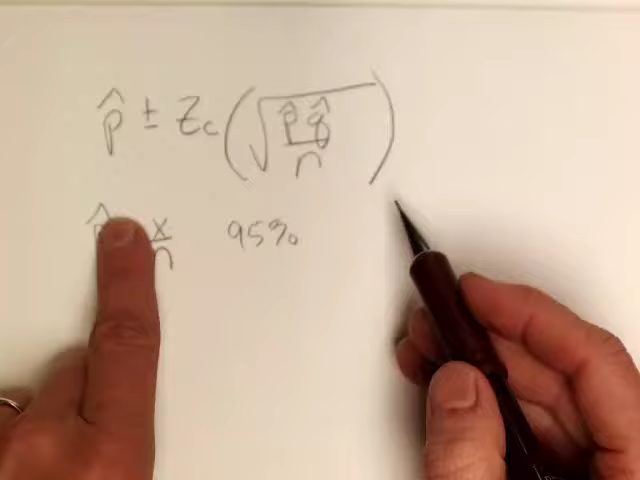 p̂ ± Zc (√(p̂ q̂ / n))
p̂ x/n 95%